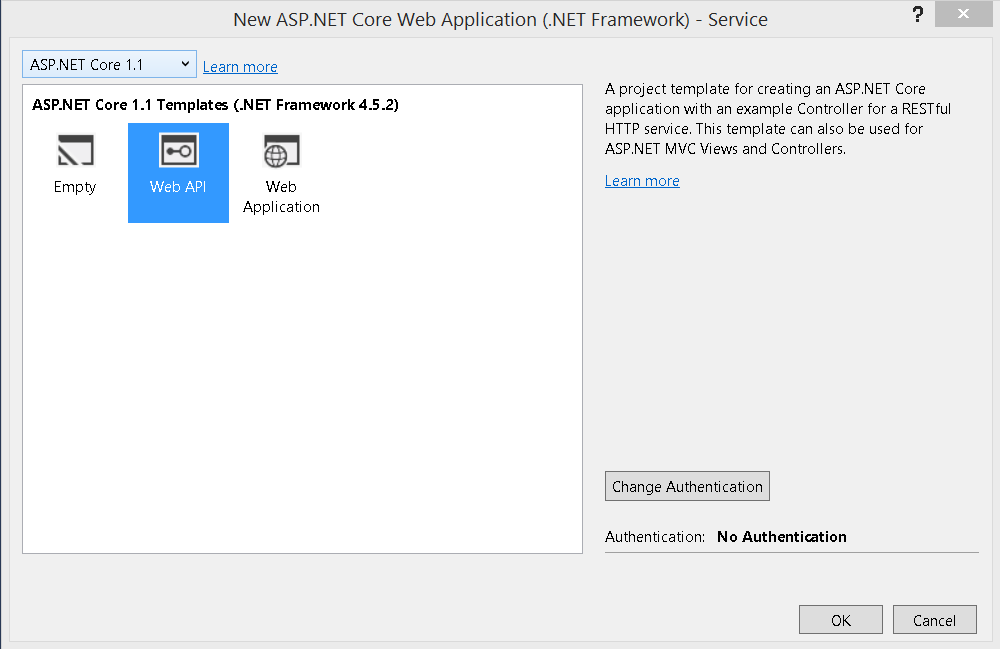 New ASP.NET Core Web Application (.NET Framework) - Service
?
ASP.NET Core 1.1
Learn more
ASP.NET Core 1.1 Templates (.NET Framework 4.5.2)
Empty
Web API
Web
Application
A project template for creating an ASP.NET Core
application with an example Controller for a RESTful
HTTP service. This template can also be used for
ASP.NET MVC Views and Controllers.
Learn more
Change Authentication
Authentication: No Authentication
OK
Cancel